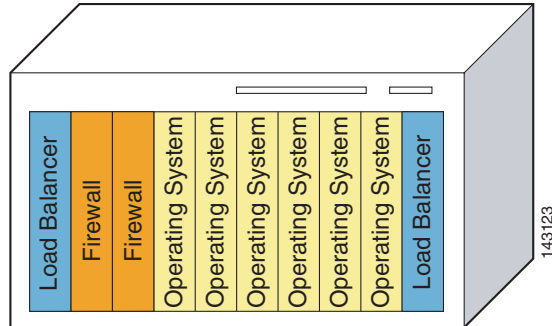 Load Balancer
Firewall
Firewall
Operating System
Operating System
Operating System
Operating System
Operating System
Operating System
Load Balancer
143123